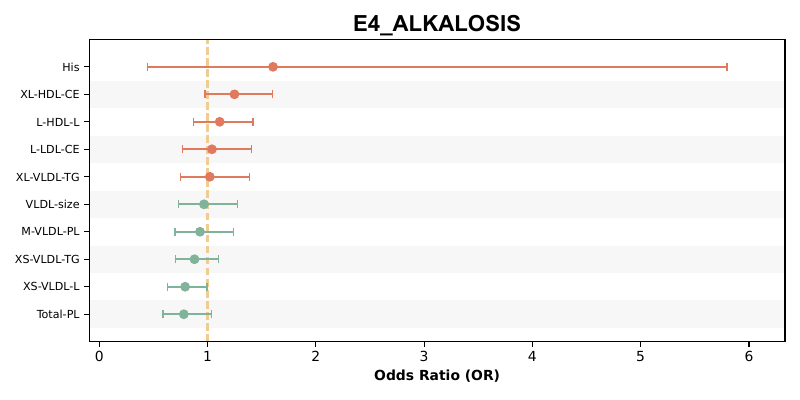 E4_ALKALOSIS
His
XL-HDL-CE
L-HDL-L
L-LDL-CE
XL-VLDL-TG
VLDL-size
M-VLDL-PL
XS-VLDL-TG
XS-VLDL-L
Total-PL
0 1 2 3 4 5 6
Odds Ratio (OR)